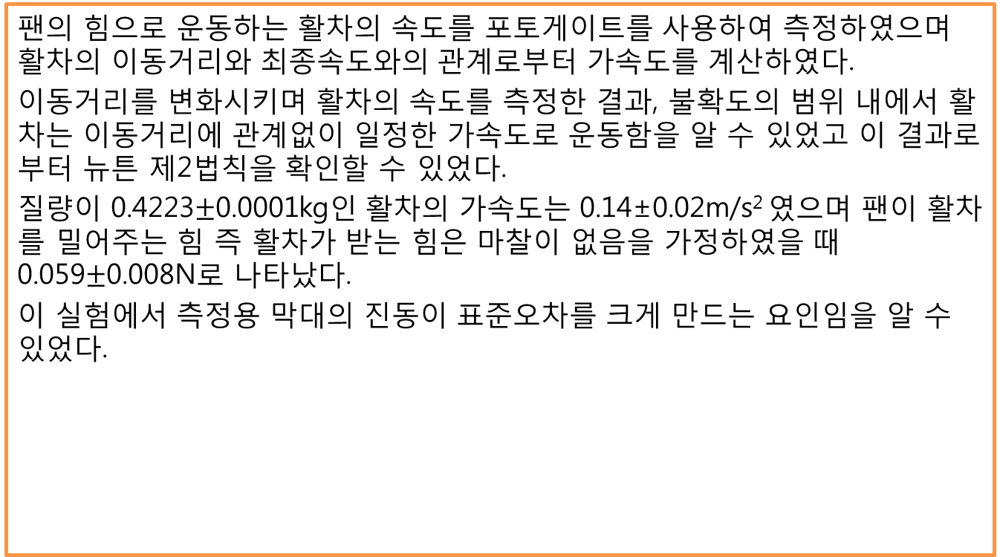 팬의 힘으로 운동하는 활차의 속도를 포토게이트를 사용하여 측정하였으며
활차의 이동거리와 최종속도와의 관계로부터 가속도를 계산하였다.
이동거리를 변화시키며 활차의 속도를 측정한 결과, 불확도의 범위 내에서 활
차는 이동거리에 관계없이 일정한 가속도로 운동함을 알 수 있었고 이 결과로
부터 뉴튼 제2법칙을 확인할 수 있었다.
질량이 0.4223±0.0001kg인 활차의 가속도는 0.14±0.02m/s² 였으며 팬이 활차
를 밀어주는 힘 즉 활차가 받는 힘은 마찰이 없음을 가정하였을 때
0.059±0.008N로 나타났다.
이 실험에서 측정용 막대의 진동이 표준오차를 크게 만드는 요인임을 알 수
있었다.